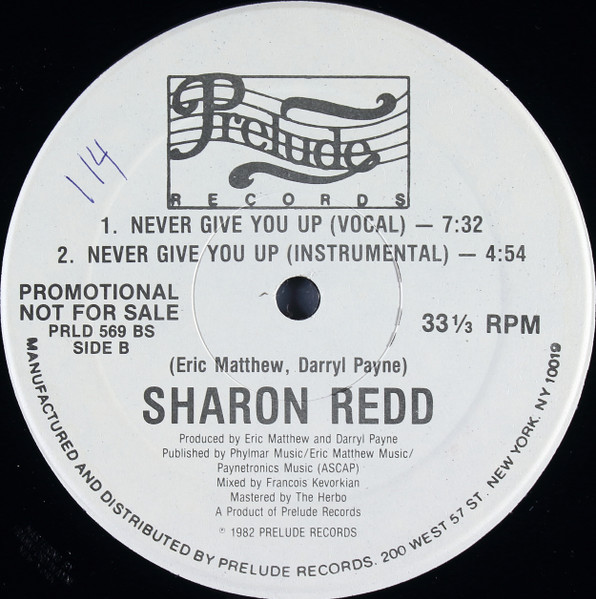 Prelude
RECORDS
114
1. NEVER GIVE YOU UP (VOCAL) — 7:32
2. NEVER GIVE YOU UP (INSTRUMENTAL) — 4:54
PROMOTIONAL
NOT FOR SALE
PRLD 569 BS
SIDE B
33 1/3 RPM
(Eric Matthew, Darryl Payne)
SHARON REDD
Produced by Eric Matthew and Darryl Payne
Published by Phylmar Music/Eric Matthew Music/
Paynetronics Music (ASCAP)
Mixed by Francois Kevorkian
Mastered by The Herbo
A Product of Prelude Records
℗ 1982 PRELUDE RECORDS
MANUFACTURED AND DISTRIBUTED BY PRELUDE RECORDS. 200 WEST 57 ST. NEW YORK. NY 10019